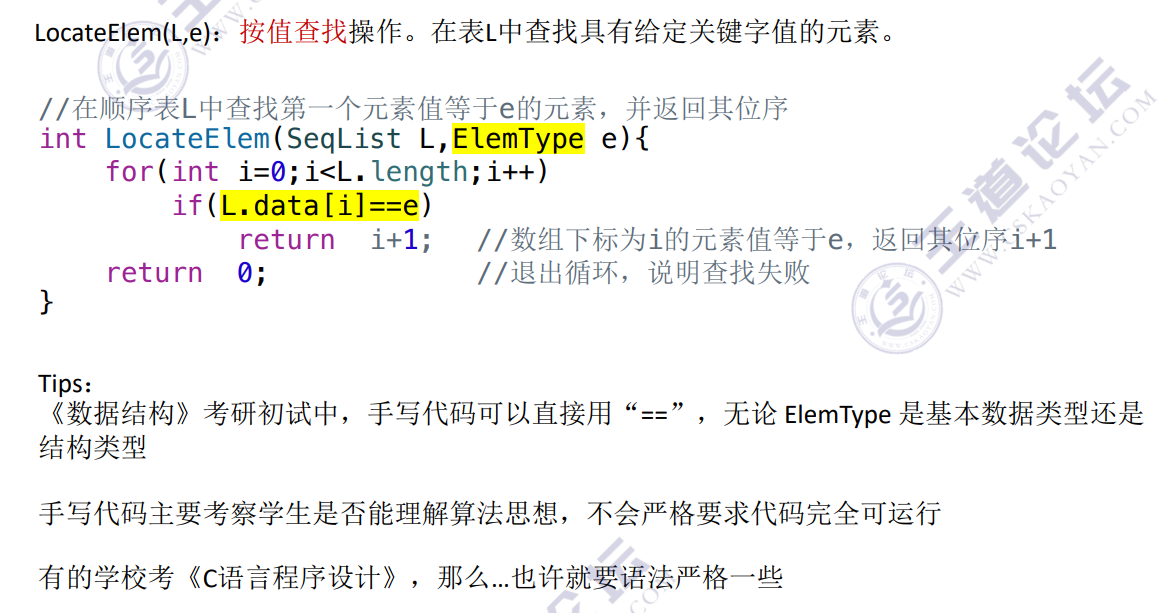 LocateElem(L,e)：按值查找操作。在表L中查找具有给定关键字值的元素。
//在顺序表L中查找第一个元素值等于e的元素，并返回其位序
int LocateElem(SeqList L,ElemType e){
    for(int i=0;i<L.length;i++)
        if(L.data[i]==e)
            return  i+1;   //数组下标为i的元素值等于e，返回其位序i+1
    return  0;             //退出循环，说明查找失败
}
Tips：
《数据结构》考研初试中，手写代码可以直接用“==”，无论 ElemType 是基本数据类型还是
结构类型
手写代码主要考察学生是否能理解算法思想，不会严格要求代码完全可运行
有的学校考《C语言程序设计》，那么…也许就要语法严格一些
王道论坛
WWW.CSKAOYAN.COM